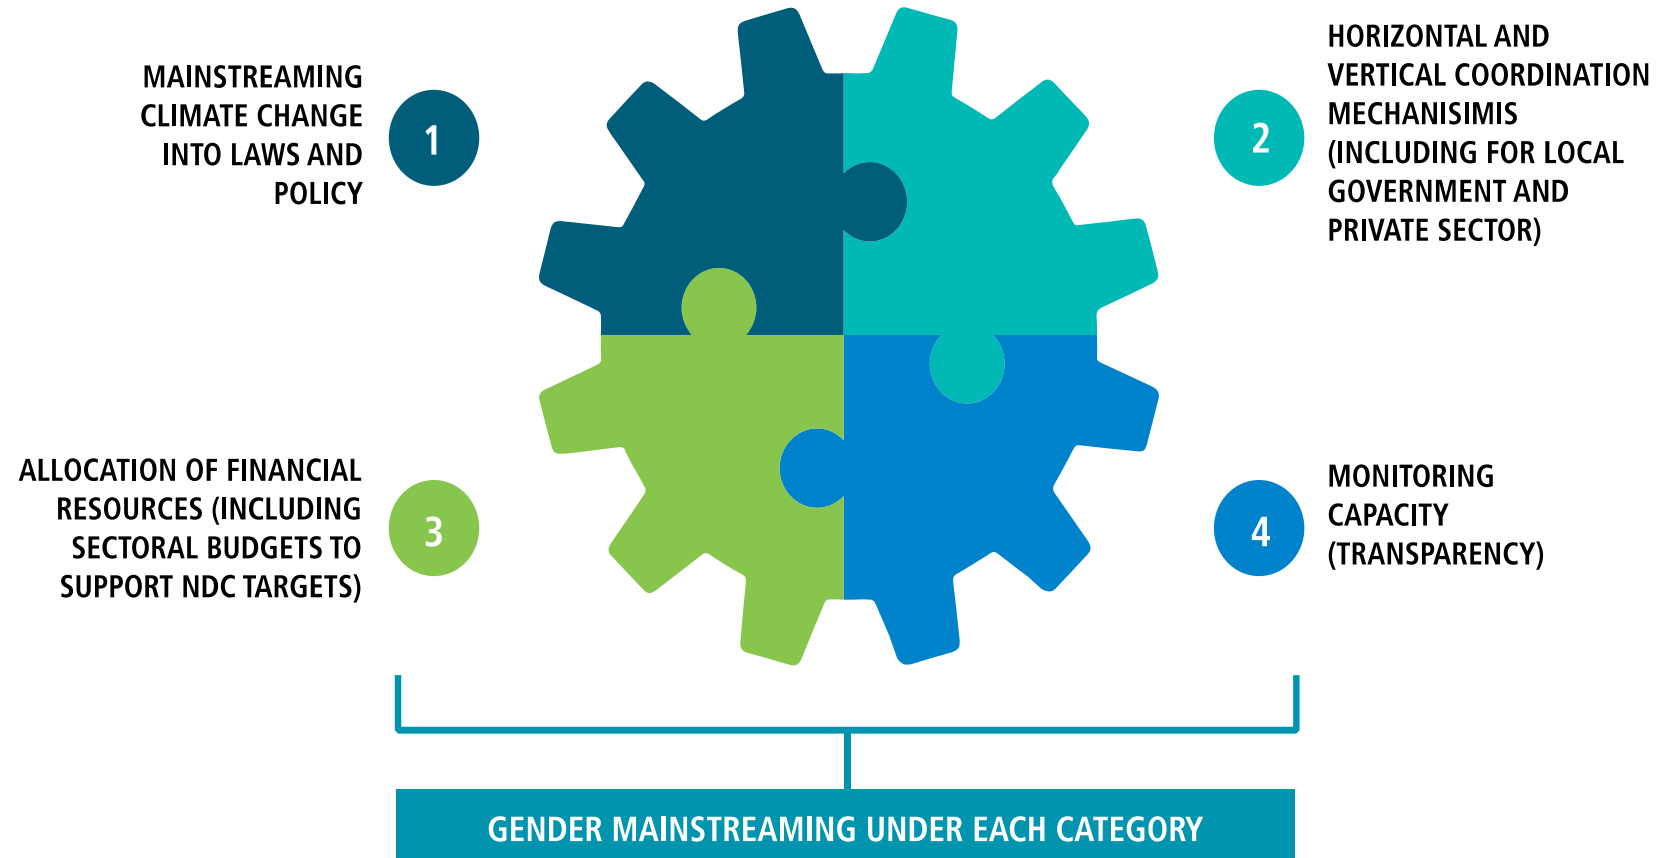 MAINSTREAMING
CLIMATE CHANGE
INTO LAWS AND
POLICY
1
2
HORIZONTAL AND
VERTICAL COORDINATION
MECHANISIMIS
(INCLUDING FOR LOCAL
GOVERNMENT AND
PRIVATE SECTOR)
ALLOCATION OF FINANCIAL
RESOURCES (INCLUDING
SECTORAL BUDGETS TO
SUPPORT NDC TARGETS)
3
4
MONITORING
CAPACITY
(TRANSPARENCY)
GENDER MAINSTREAMING UNDER EACH CATEGORY